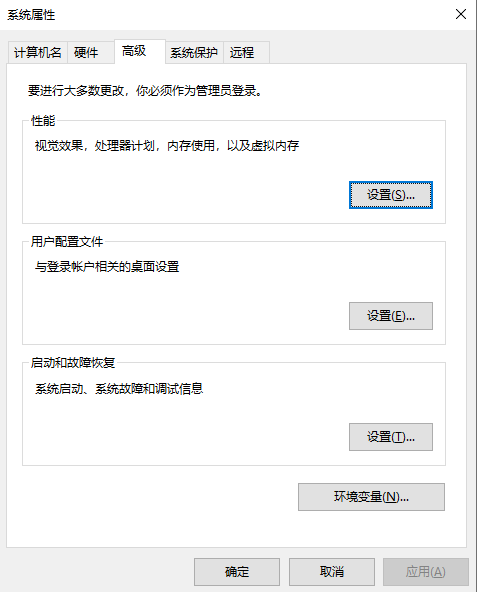 系统属性
计算机名 硬件 高级 系统保护 远程
要进行大多数更改，你必须作为管理员登录。
性能
视觉效果，处理器计划，内存使用，以及虚拟内存
设置(S)...
用户配置文件
与登录帐户相关的桌面设置
设置(E)...
启动和故障恢复
系统启动、系统故障和调试信息
设置(T)...
环境变量(N)...
确定 取消 应用(A)